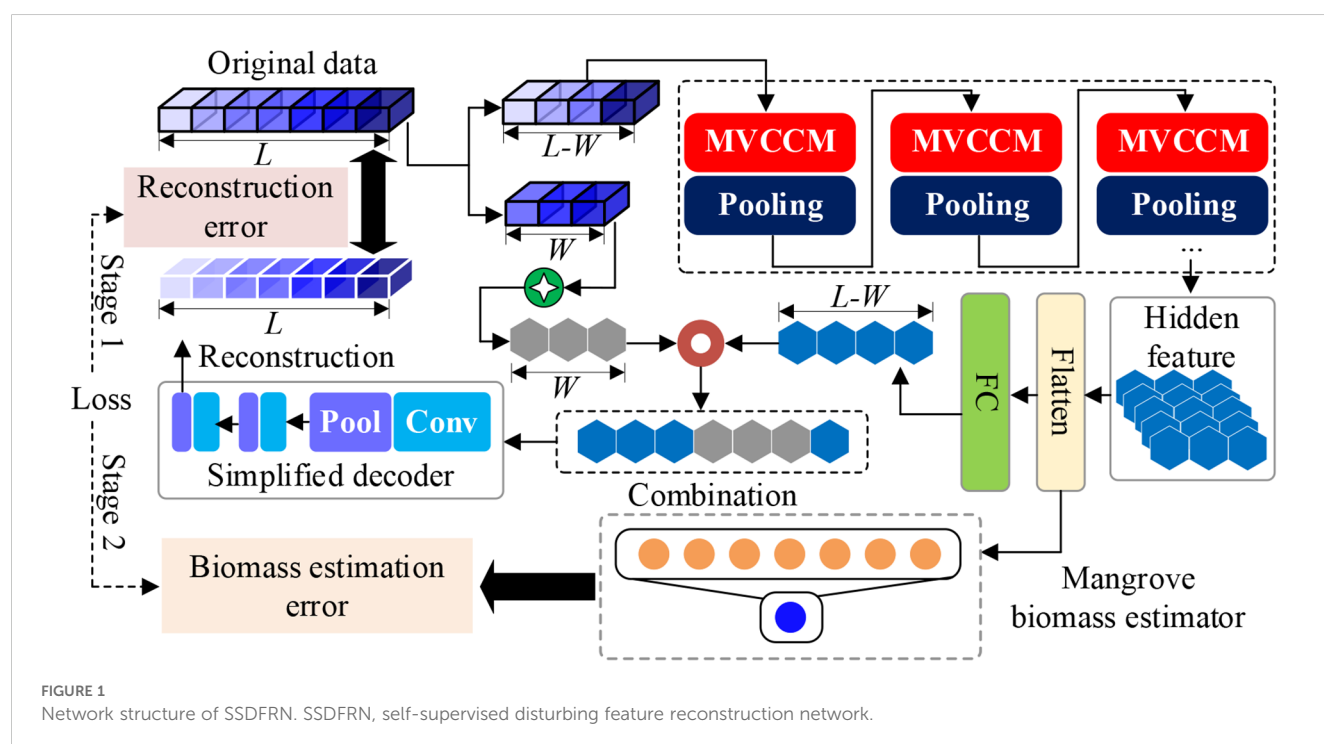 Original data
L
L-W
W
MVCCM
Pooling
MVCCM
Pooling
MVCCM
Pooling
...
Reconstruction
error
L
Reconstruction
Stage 1
Loss
Stage 2
W
L-W
FC
Flatten
Hidden
feature
Pool
Conv
Simplified decoder
Combination
Biomass estimation
error
Mangrove
biomass estimator
FIGURE 1
Network structure of SSDFRN. SSDFRN, self-supervised disturbing feature reconstruction network.